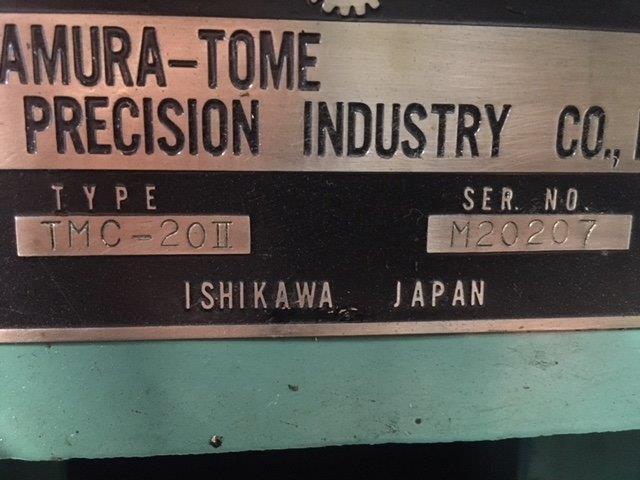 AMURA-TOME
PRECISION INDUSTRY CO.,
TYPE SER. NO.
TMC-20II M20207
ISHIKAWA JAPAN